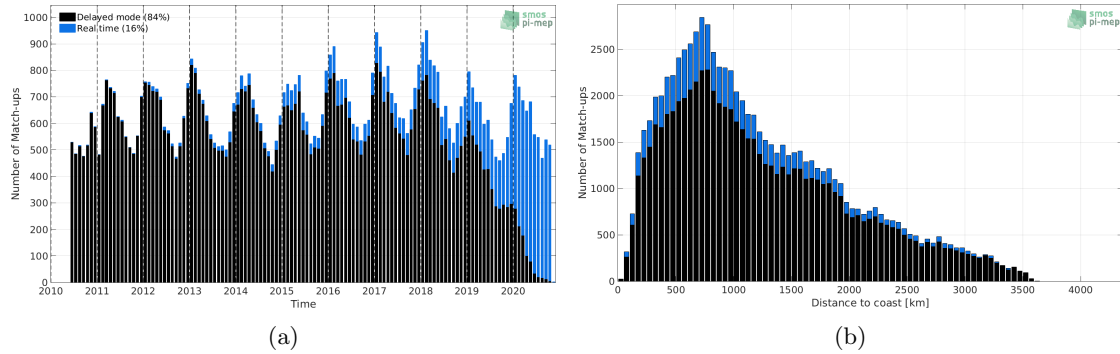 Delayed mode (84%)
Real time (16%)
smos
pi-mep
Number of Match-ups
1000
900
800
700
600
500
400
300
200
100
0
2010 2011 2012 2013 2014 2015 2016 2017 2018 2019 2020
Time
(a)
smos
pi-mep
Number of Match-ups
2500
2000
1500
1000
500
0
0 500 1000 1500 2000 2500 3000 3500 4000
Distance to coast [km]
(b)